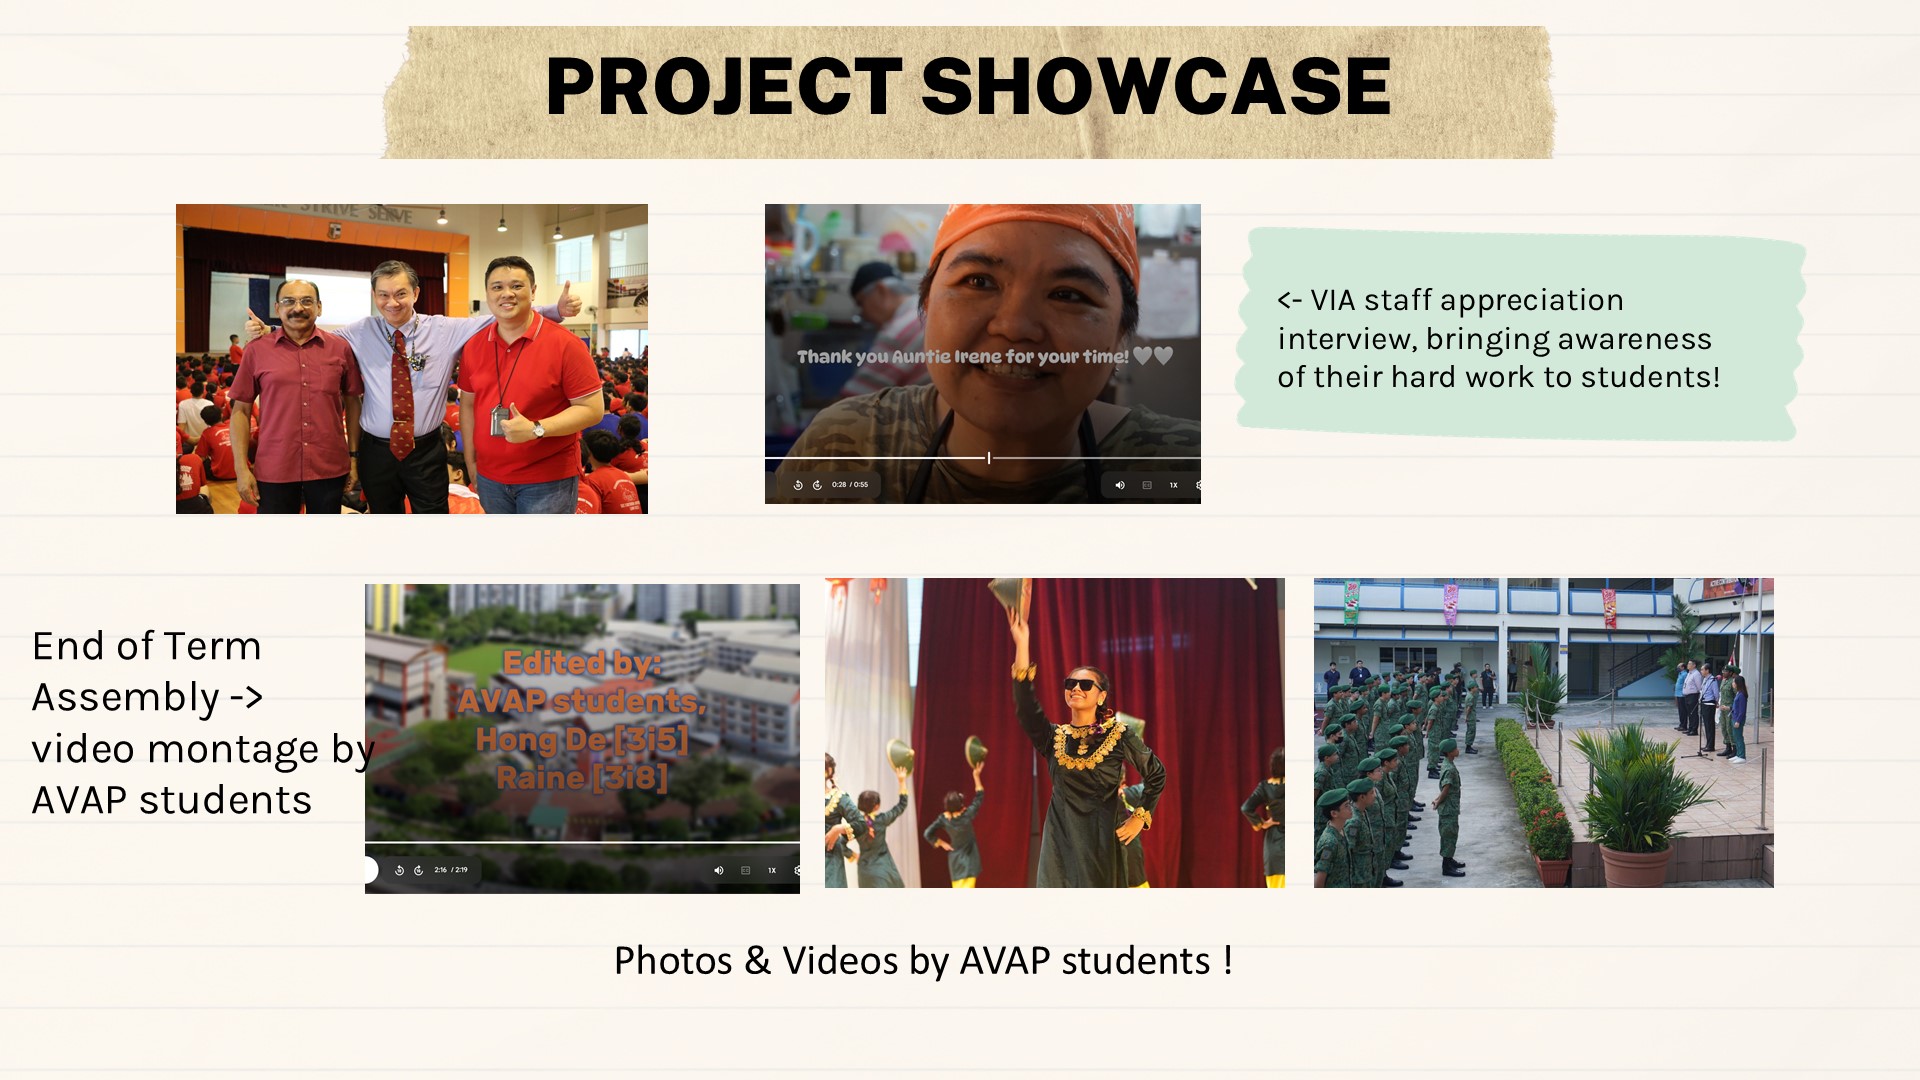 PROJECT SHOWCASE
STRIVE SERVE
Thank you Auntie Irene for your time! 🤍🤍
0:28 / 0:55
1X
<- VIA staff appreciation
interview, bringing awareness
of their hard work to students!
End of Term
Assembly ->
video montage by
AVAP students
Edited by:
AVAP students,
Hong De [3i5]
Raine [3i8]
2:16 / 2:19
1X
Photos & Videos by AVAP students !